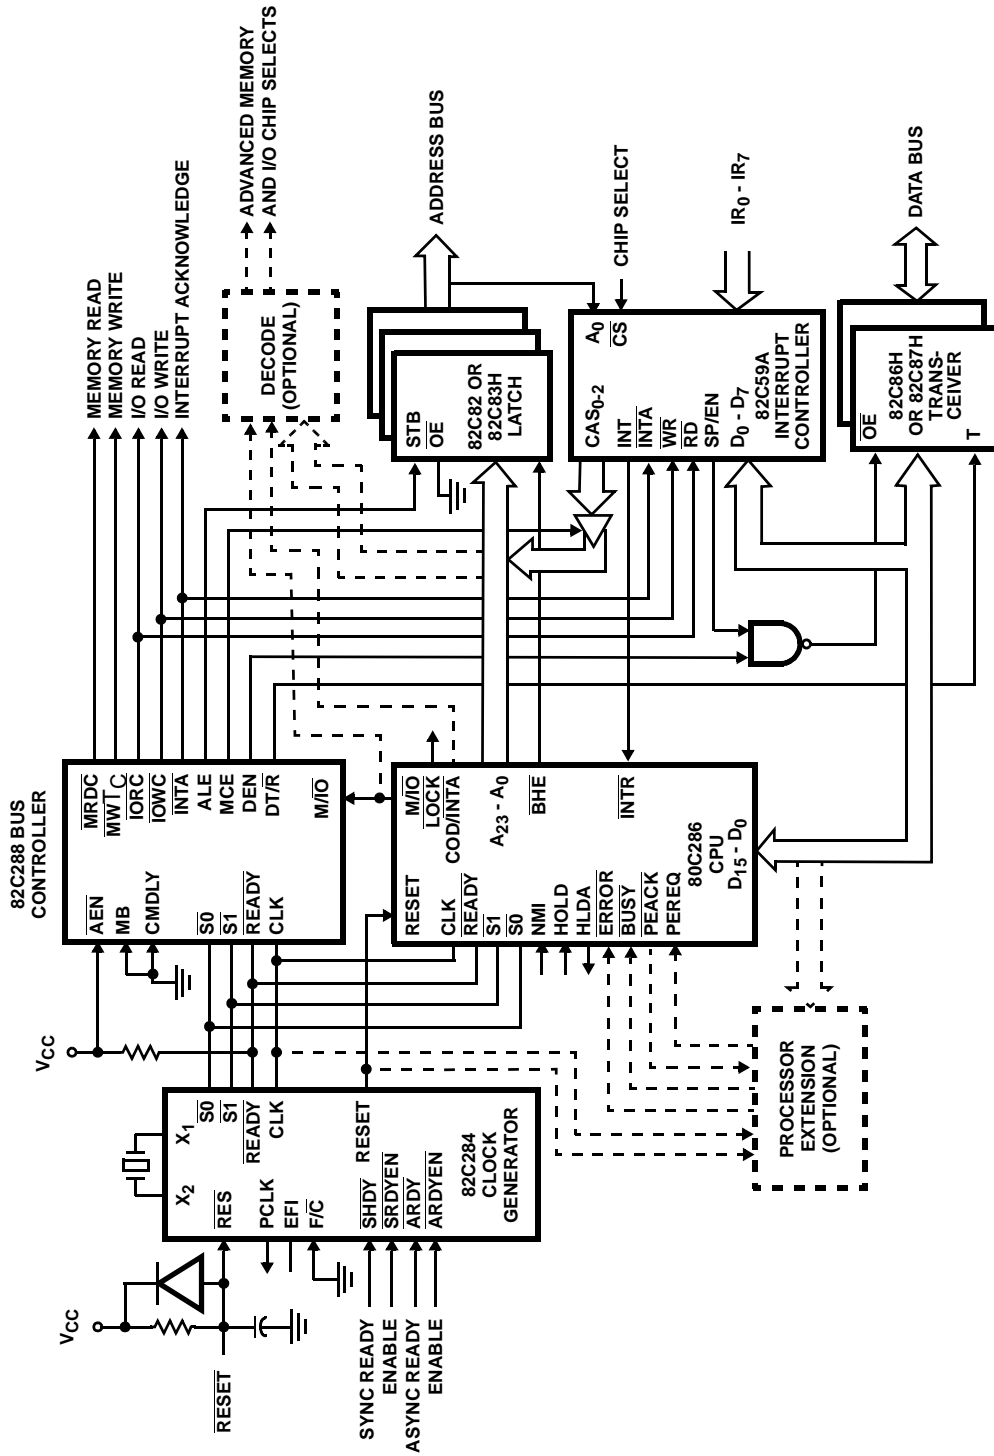 MEMORY READ
MEMORY WRITE
I/O READ
I/O WRITE
INTERRUPT ACKNOWLEDGE
ADVANCED MEMORY
AND I/O CHIP SELECTS
DECODE
(OPTIONAL)
ADDRESS BUS
CHIP SELECT
IR0 - IR7
DATA BUS
82C288 BUS
CONTROLLER
MRDC
MWTC
IORC
IOWC
INTA
ALE
MCE
DEN
DT/R
M/IO
AEN
MB
CMDLY
S0
S1
READY
CLK
STB
OE
82C82 OR
82C83H
LATCH
A0
CS
CAS0-2
INT
INTA
WR
RD
SP/EN
D0 - D7
82C59A
INTERRUPT
CONTROLLER
OE
82C86H
OR 82C87H
TRANS-
CEIVER
T
M/IO
LOCK
COD/INTA
A23 - A0
BHE
INTR
80C286
CPU
D15 - D0
RESET
CLK
READY
S1
S0
NMI
HOLD
HLDA
ERROR
BUSY
PEACK
PEREQ
VCC
X1
X2
S0
S1
READY
CLK
RESET
RES
PCLK
EFI
F/C
SHDY
SRDYEN
ARDY
ARDYEN
82C284
CLOCK
GENERATOR
PROCESSOR
EXTENSION
(OPTIONAL)
VCC
RESET
SYNC READY
ENABLE
ASYNC READY
ENABLE